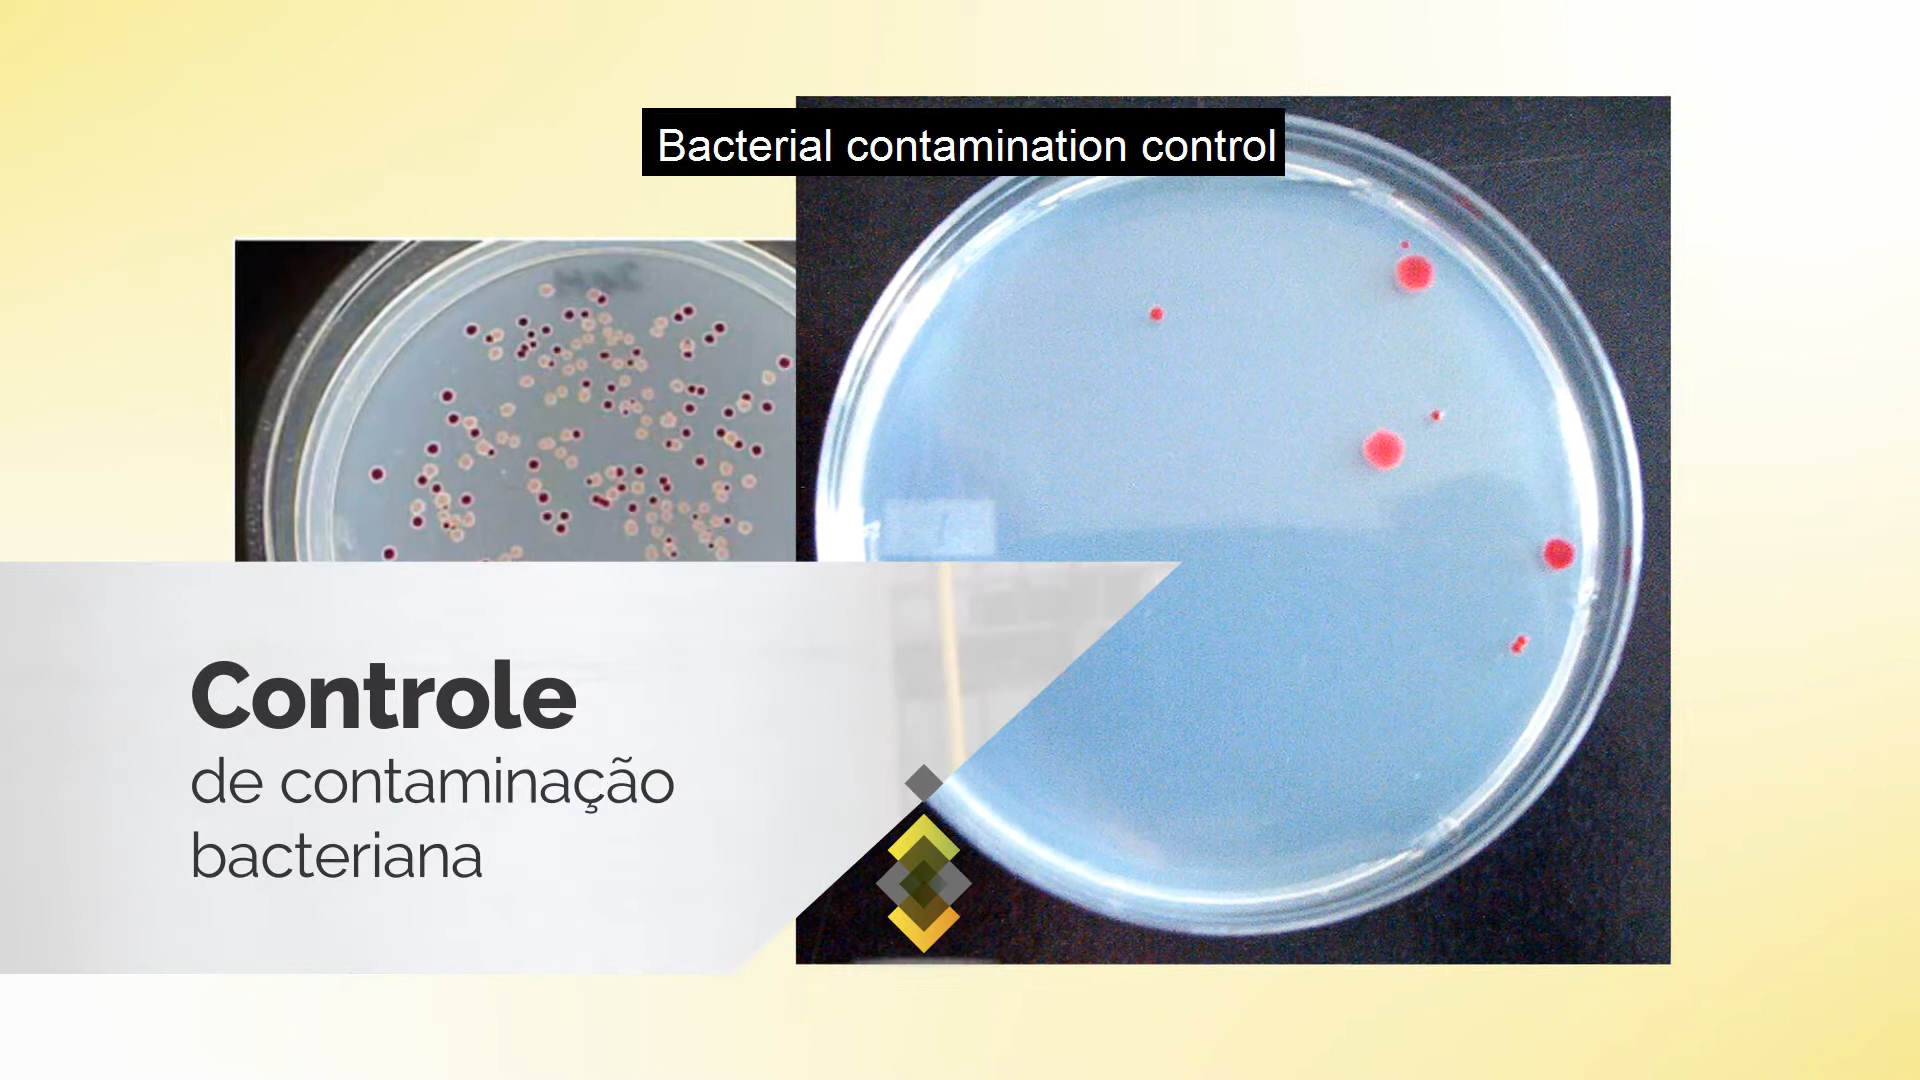 Bacterial contamination control
Controle
de contaminação
bacteriana